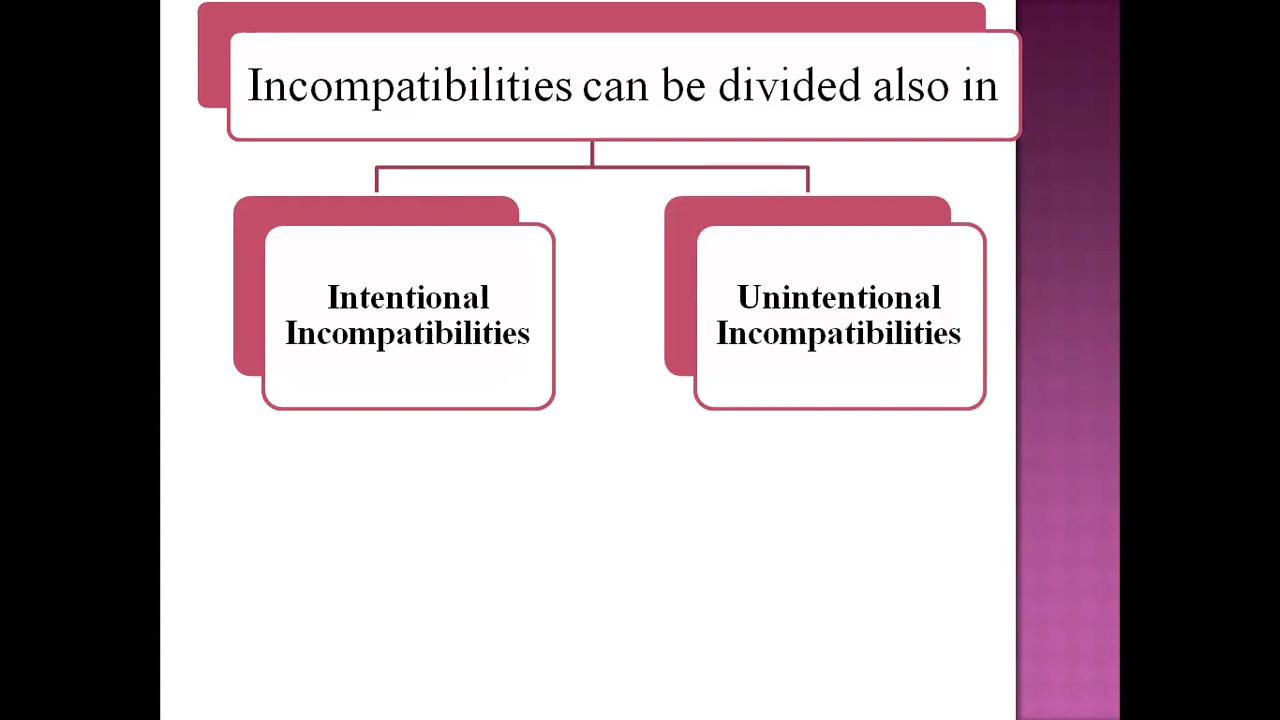 Incompatibilities can be divided also in
Intentional
Incompatibilities
Unintentional
Incompatibilities